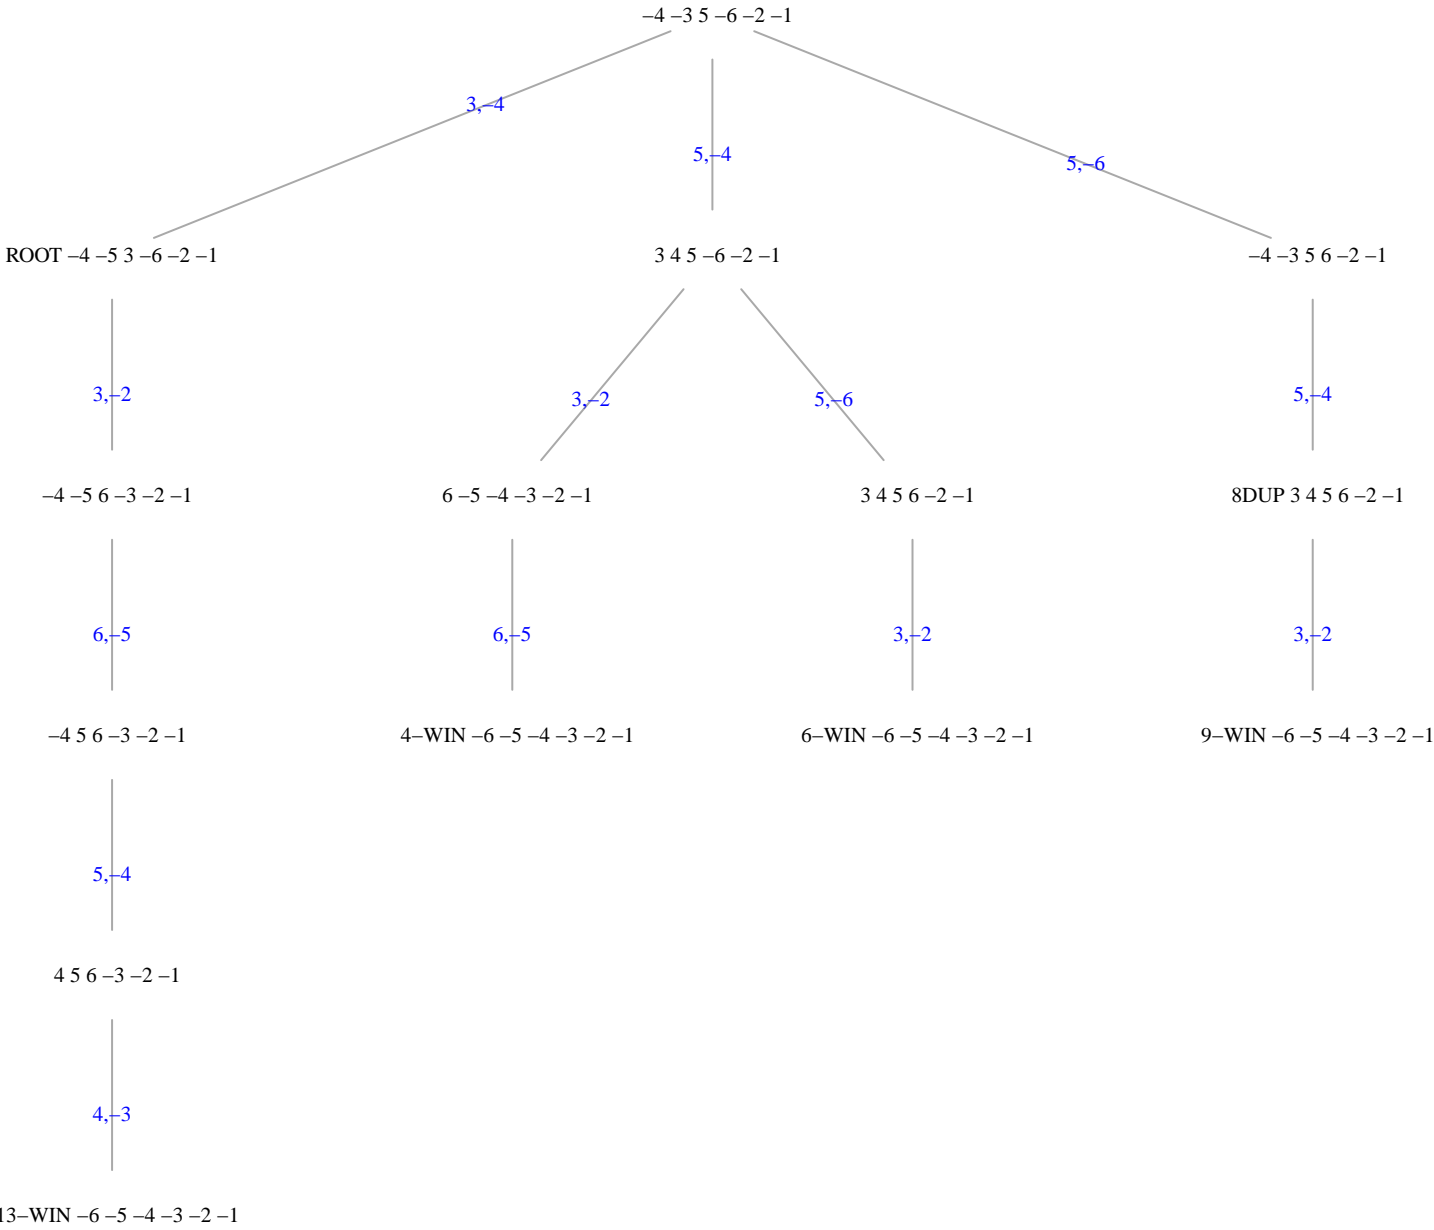 –4 –3 5 –6 –2 –1
3,–4
5,–4
5,–6
ROOT –4 –5 3 –6 –2 –1
3 4 5 –6 –2 –1
–4 –3 5 6 –2 –1
3,–2
3,–2
5,–6
5,–4
–4 –5 6 –3 –2 –1
6 –5 –4 –3 –2 –1
3 4 5 6 –2 –1
8DUP 3 4 5 6 –2 –1
6,–5
6,–5
3,–2
3,–2
–4 5 6 –3 –2 –1
4–WIN –6 –5 –4 –3 –2 –1
6–WIN –6 –5 –4 –3 –2 –1
9–WIN –6 –5 –4 –3 –2 –1
5,–4
4 5 6 –3 –2 –1
4,–3
13–WIN –6 –5 –4 –3 –2 –1